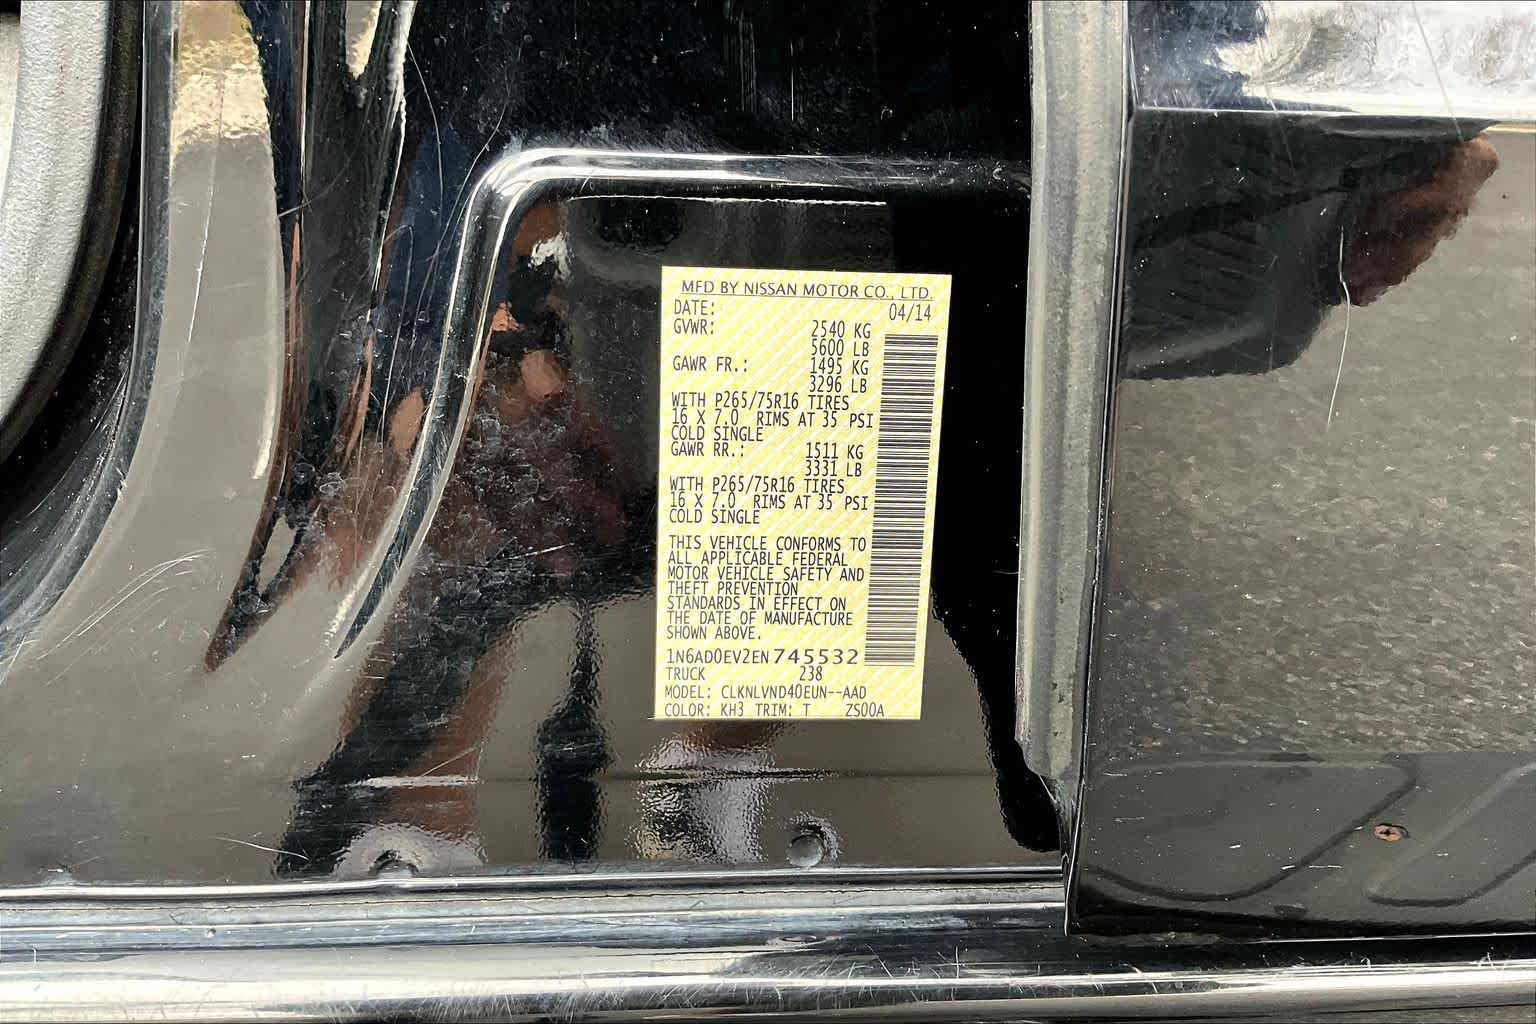 MFD BY NISSAN MOTOR CO., LTD.
DATE: 04/14
GVWR: 2540 KG
5600 LB
GAWR FR.: 1495 KG
3296 LB
WITH P265/75R16 TIRES
16 X 7.0 RIMS AT 35 PSI
COLD SINGLE
GAWR RR.: 1511 KG
3331 LB
WITH P265/75R16 TIRES
16 X 7.0 RIMS AT 35 PSI
COLD SINGLE
THIS VEHICLE CONFORMS TO
ALL APPLICABLE FEDERAL
MOTOR VEHICLE SAFETY AND
THEFT PREVENTION
STANDARDS IN EFFECT ON
THE DATE OF MANUFACTURE
SHOWN ABOVE.
1N6AD0EV2EN745532
TRUCK 238
MODEL: CLKNLVND40EUN--AAD
COLOR: KH3 TRIM: T ZS00A